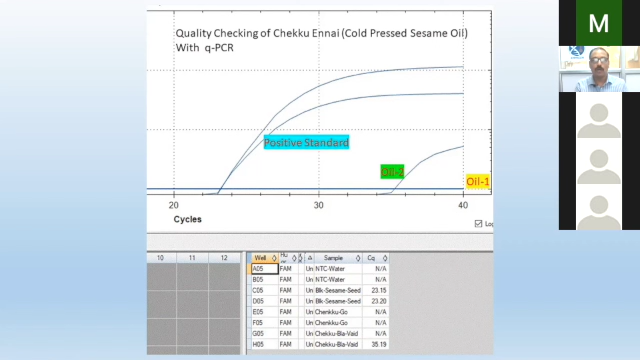 Quality Checking of Chekku Ennai (Cold Pressed Sesame Oil)
With q-PCR
M
Positive Standard
Oil-2
Oil-1
20
30
40
Cycles
Log
10
11
12
Well
Sample
Cq
A05 FAM Un NTC-Water N/A
B05 FAM Un NTC-Water N/A
C05 FAM Un Blk-Sesame-Seed 23.15
D05 FAM Un Blk-Sesame-Seed 23.20
E05 FAM Un Chenkku-Go N/A
F05 FAM Un Chenkku-Go N/A
G05 FAM Un Chekku-Bla-Vaid N/A
H05 FAM Un Chekku-Bla-Vaid 35.19